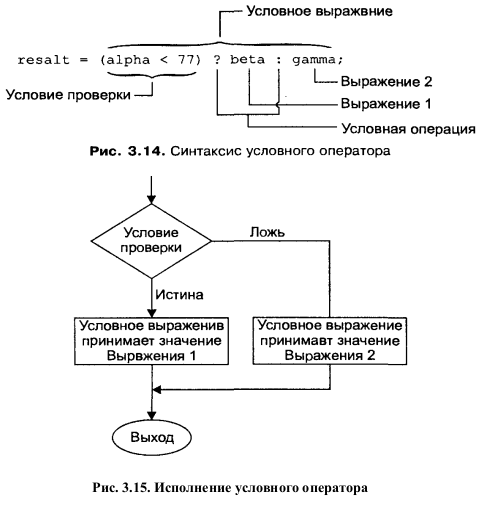 Условное выражвние
resalt = (alpha < 77) ? beta : gamma;
Условие проверки
Выражение 2
Выражение 1
Условная операция
Рис. 3.14. Синтаксис условного оператора
Условие
проверки
Ложь
Истина
Условное выраженив
принимает значение
Вырвжения 1
Условное выражение
принимавт значение
Выражения 2
Выход
Рис. 3.15. Исполнение условного оператора